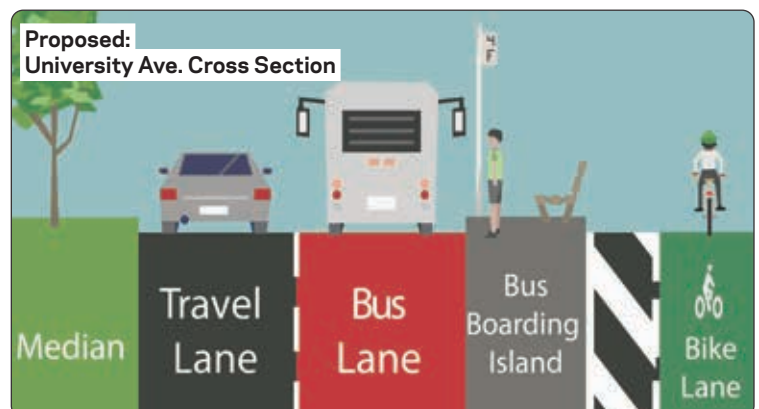 Proposed:
University Ave. Cross Section
Median
Travel
Lane
Bus
Lane
Bus
Boarding
Island
Bike
Lane